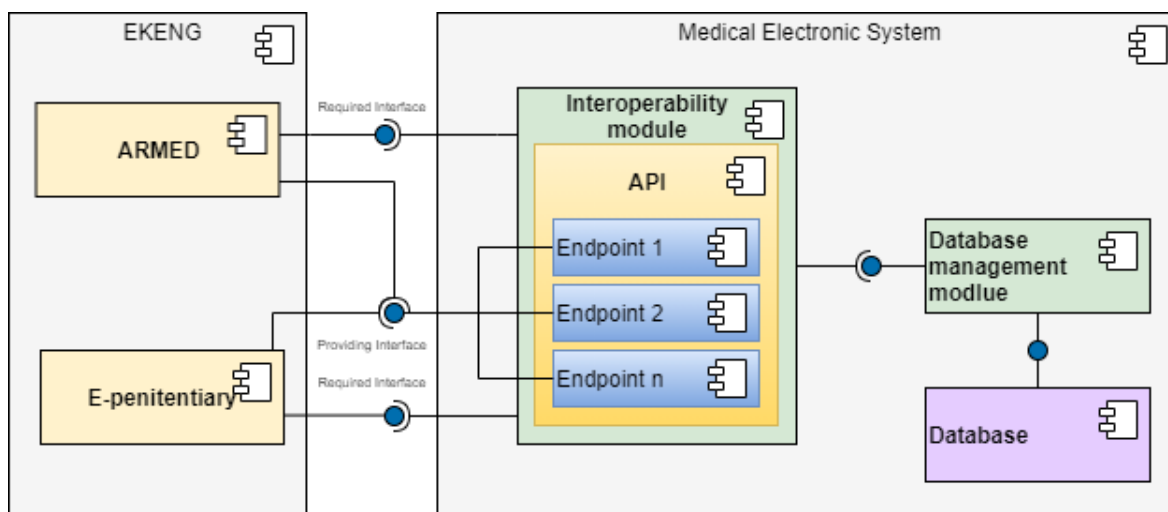 EKENG
Medical Electronic System
ARMED
Required Interface
Interoperability
module
API
Endpoint 1
Endpoint 2
Endpoint n
Providing Interface
Required Interface
E-penitentiary
Database
management
modlue
Database